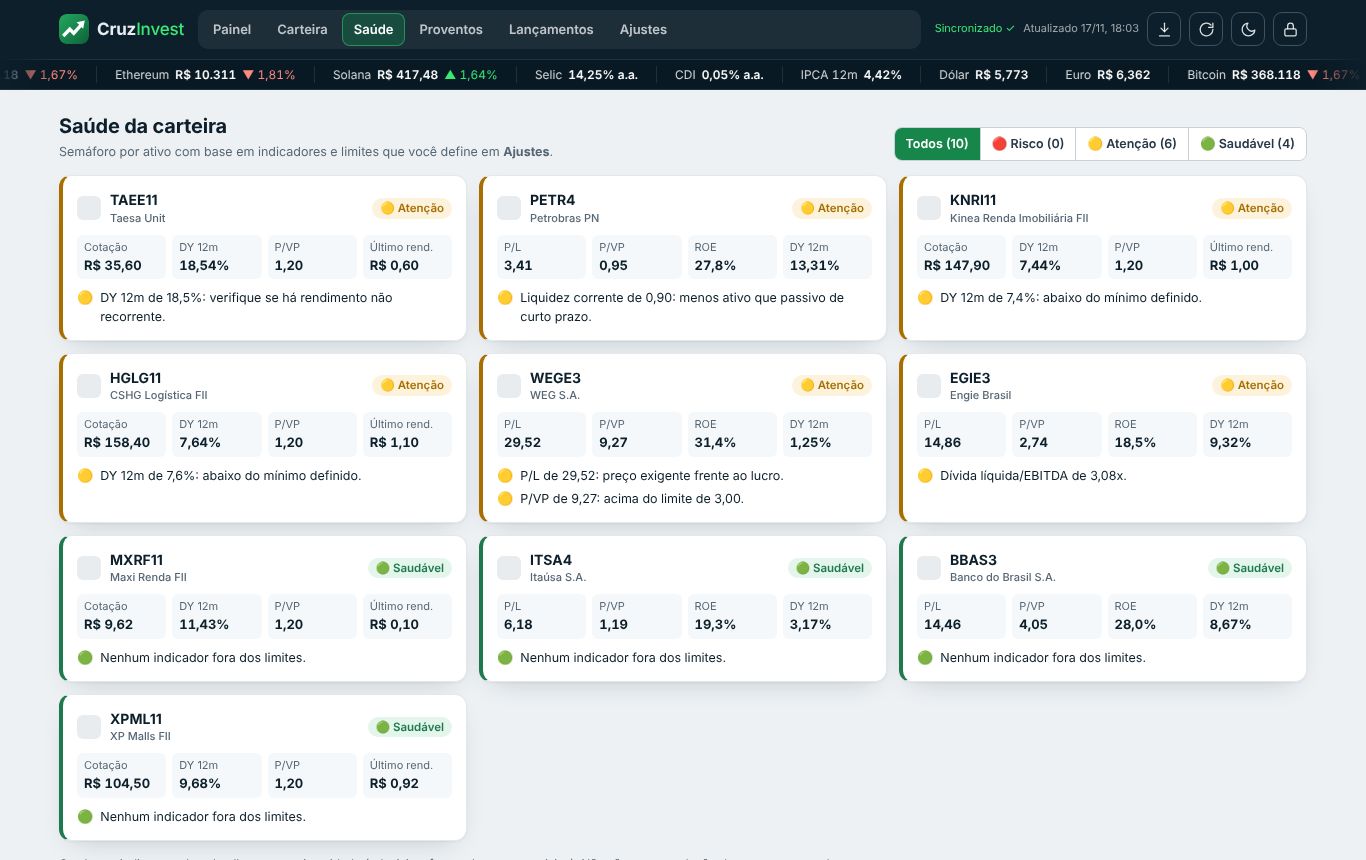 CruzInvest
Painel Carteira Saúde Proventos Lançamentos Ajustes
Sincronizado ✓ Atualizado 17/11, 18:03
18 ▼ 1,67% Ethereum R$ 10.311 ▼ 1,81% Solana R$ 417,48 ▲ 1,64% Selic 14,25% a.a. CDI 0,05% a.a. IPCA 12m 4,42% Dólar R$ 5,773 Euro R$ 6,362 Bitcoin R$ 368.118 ▼ 1,67%
Saúde da carteira
Semáforo por ativo com base em indicadores e limites que você define em Ajustes.
Todos (10) Risco (0) Atenção (6) Saudável (4)
TAEE11
Taesa Unit
Atenção
Cotação DY 12m P/VP Último rend.
R$ 35,60 18,54% 1,20 R$ 0,60
DY 12m de 18,5%: verifique se há rendimento não
recorrente.
PETR4
Petrobras PN
Atenção
P/L P/VP ROE DY 12m
3,41 0,95 27,8% 13,31%
Liquidez corrente de 0,90: menos ativo que passivo de
curto prazo.
KNRI11
Kinea Renda Imobiliária FII
Atenção
Cotação DY 12m P/VP Último rend.
R$ 147,90 7,44% 1,20 R$ 1,00
DY 12m de 7,4%: abaixo do mínimo definido.
HGLG11
CSHG Logística FII
Atenção
Cotação DY 12m P/VP Último rend.
R$ 158,40 7,64% 1,20 R$ 1,10
DY 12m de 7,6%: abaixo do mínimo definido.
WEGE3
WEG S.A.
Atenção
P/L P/VP ROE DY 12m
29,52 9,27 31,4% 1,25%
P/L de 29,52: preço exigente frente ao lucro.
P/VP de 9,27: acima do limite de 3,00.
EGIE3
Engie Brasil
Atenção
P/L P/VP ROE DY 12m
14,86 2,74 18,5% 9,32%
Dívida líquida/EBITDA de 3,08x.
MXRF11
Maxi Renda FII
Saudável
Cotação DY 12m P/VP Último rend.
R$ 9,62 11,43% 1,20 R$ 0,10
Nenhum indicador fora dos limites.
ITSA4
Itaúsa S.A.
Saudável
P/L P/VP ROE DY 12m
6,18 1,19 19,3% 3,17%
Nenhum indicador fora dos limites.
BBAS3
Banco do Brasil S.A.
Saudável
P/L P/VP ROE DY 12m
14,46 4,05 28,0% 8,67%
Nenhum indicador fora dos limites.
XPML11
XP Malls FII
Saudável
Cotação DY 12m P/VP Último rend.
R$ 104,50 9,68% 1,20 R$ 0,92
Nenhum indicador fora dos limites.